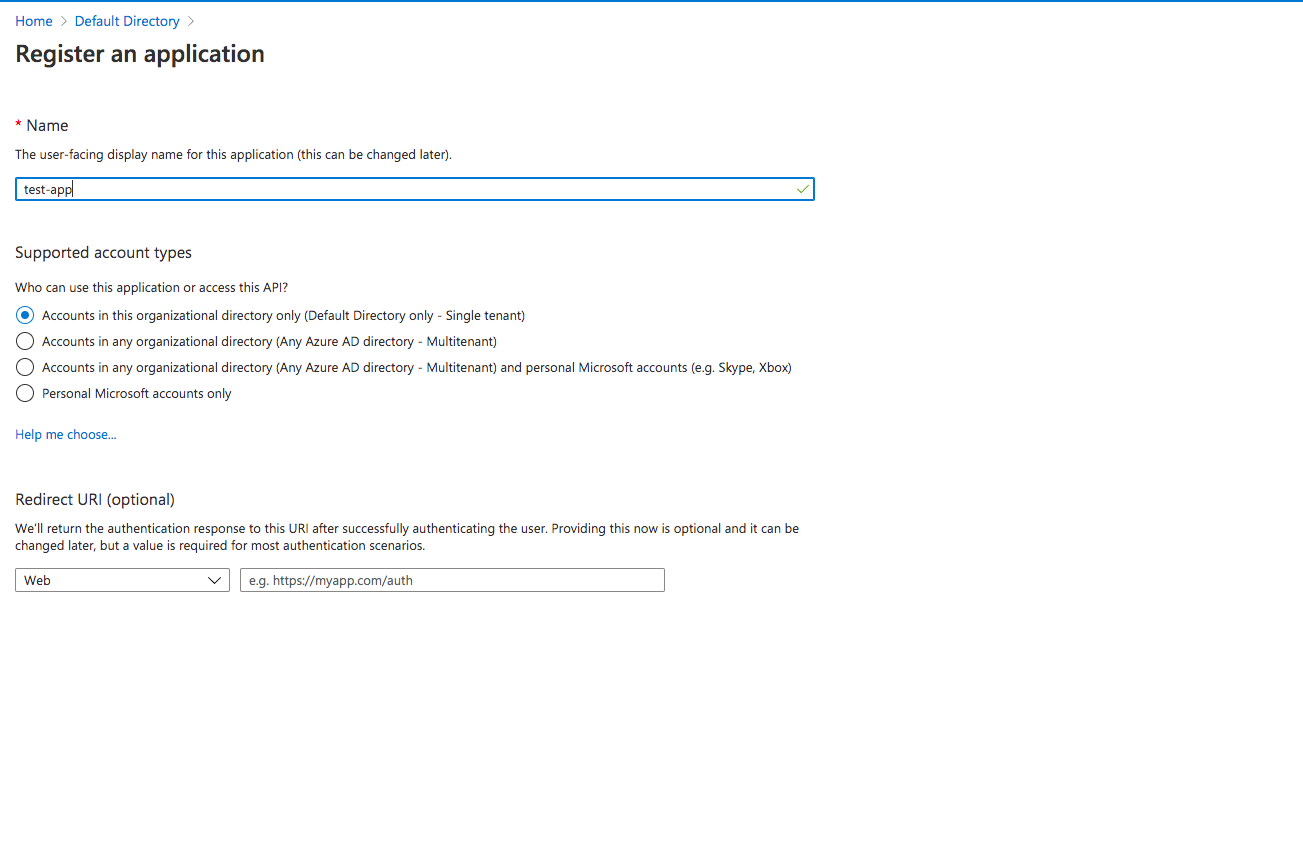 Home > Default Directory >
Register an application
* Name
The user-facing display name for this application (this can be changed later).
test-app
Supported account types
Who can use this application or access this API?
Accounts in this organizational directory only (Default Directory only - Single tenant)
Accounts in any organizational directory (Any Azure AD directory - Multitenant)
Accounts in any organizational directory (Any Azure AD directory - Multitenant) and personal Microsoft accounts (e.g. Skype, Xbox)
Personal Microsoft accounts only
Help me choose...
Redirect URI (optional)
We'll return the authentication response to this URI after successfully authenticating the user. Providing this now is optional and it can be
changed later, but a value is required for most authentication scenarios.
Web e.g. https://myapp.com/auth